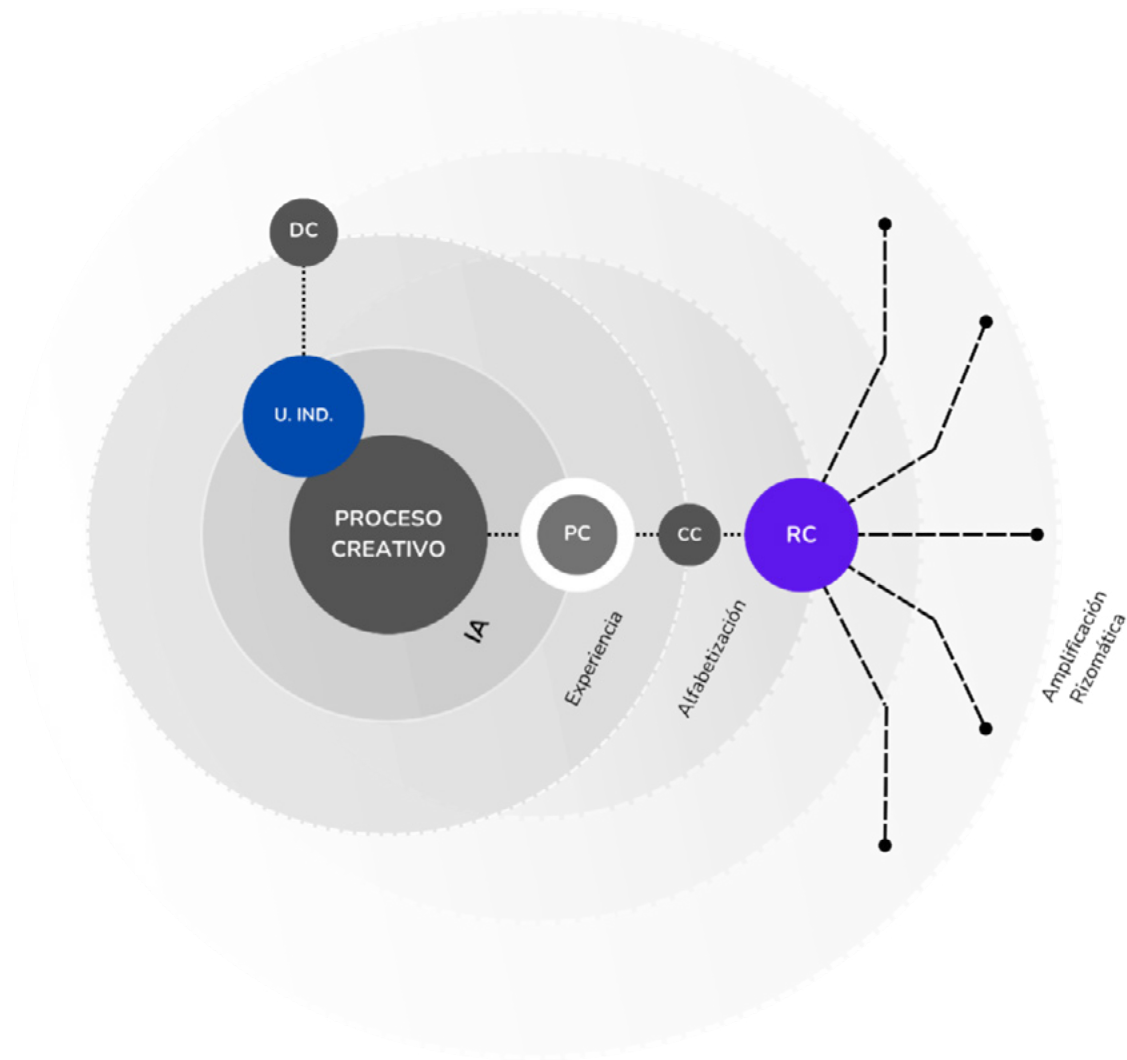 DC
U. IND.
PROCESO
CREATIVO
PC
CC
RC
IA
Experiencia
Alfabetización
Amplificación
Rizomática